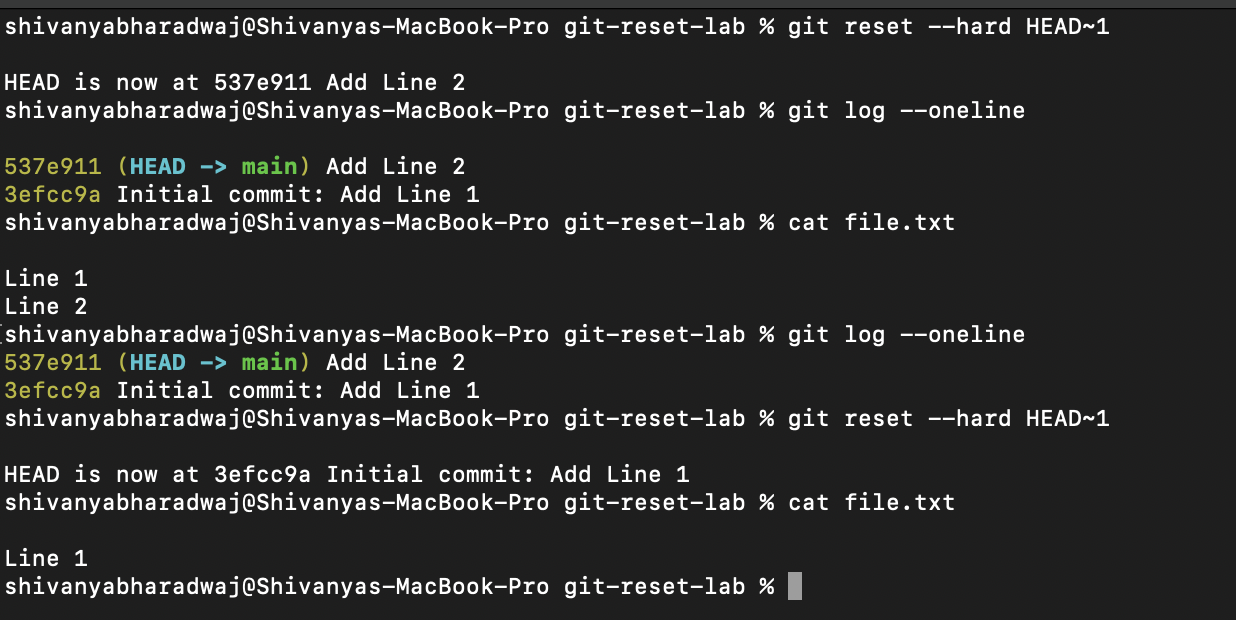 shivanyabharadwaj@Shivanyas-MacBook-Pro git-reset-lab % git reset --hard HEAD~1
HEAD is now at 537e911 Add Line 2
shivanyabharadwaj@Shivanyas-MacBook-Pro git-reset-lab % git log --oneline
537e911 (HEAD -> main) Add Line 2
3efcc9a Initial commit: Add Line 1
shivanyabharadwaj@Shivanyas-MacBook-Pro git-reset-lab % cat file.txt
Line 1
Line 2
shivanyabharadwaj@Shivanyas-MacBook-Pro git-reset-lab % git log --oneline
537e911 (HEAD -> main) Add Line 2
3efcc9a Initial commit: Add Line 1
shivanyabharadwaj@Shivanyas-MacBook-Pro git-reset-lab % git reset --hard HEAD~1
HEAD is now at 3efcc9a Initial commit: Add Line 1
shivanyabharadwaj@Shivanyas-MacBook-Pro git-reset-lab % cat file.txt
Line 1
shivanyabharadwaj@Shivanyas-MacBook-Pro git-reset-lab %